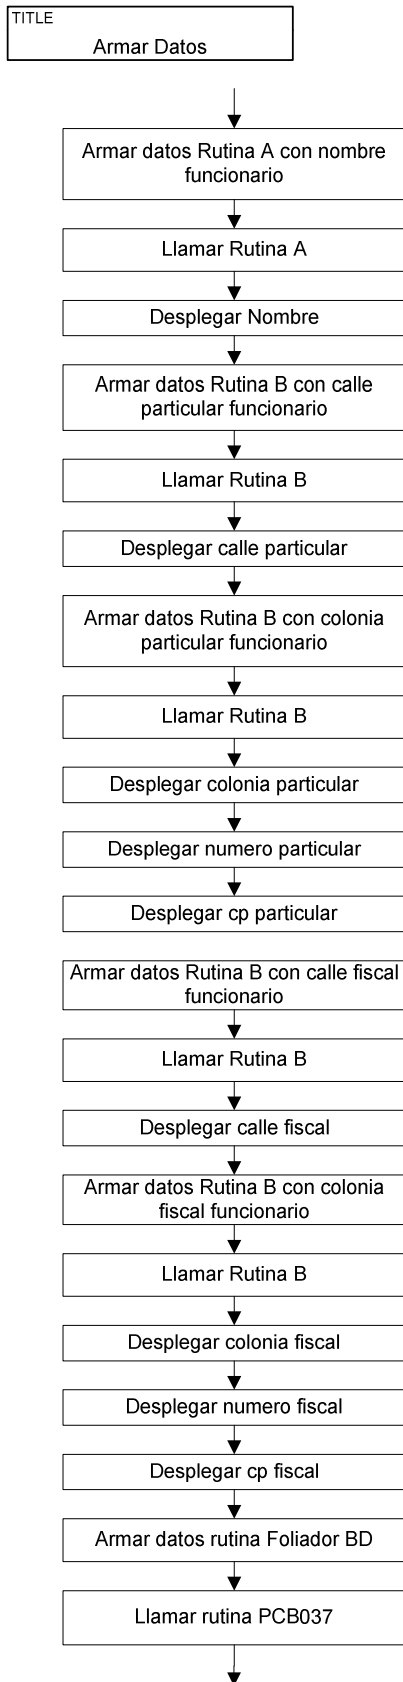 TITLE
Armar Datos
Armar datos Rutina A con nombre
funcionario
Llamar Rutina A
Desplegar Nombre
Armar datos Rutina B con calle
particular funcionario
Llamar Rutina B
Desplegar calle particular
Armar datos Rutina B con colonia
particular funcionario
Llamar Rutina B
Desplegar colonia particular
Desplegar numero particular
Desplegar cp particular
Armar datos Rutina B con calle fiscal
funcionario
Llamar Rutina B
Desplegar calle fiscal
Armar datos Rutina B con colonia
fiscal funcionario
Llamar Rutina B
Desplegar colonia fiscal
Desplegar numero fiscal
Desplegar cp fiscal
Armar datos rutina Foliador BD
Llamar rutina PCB037